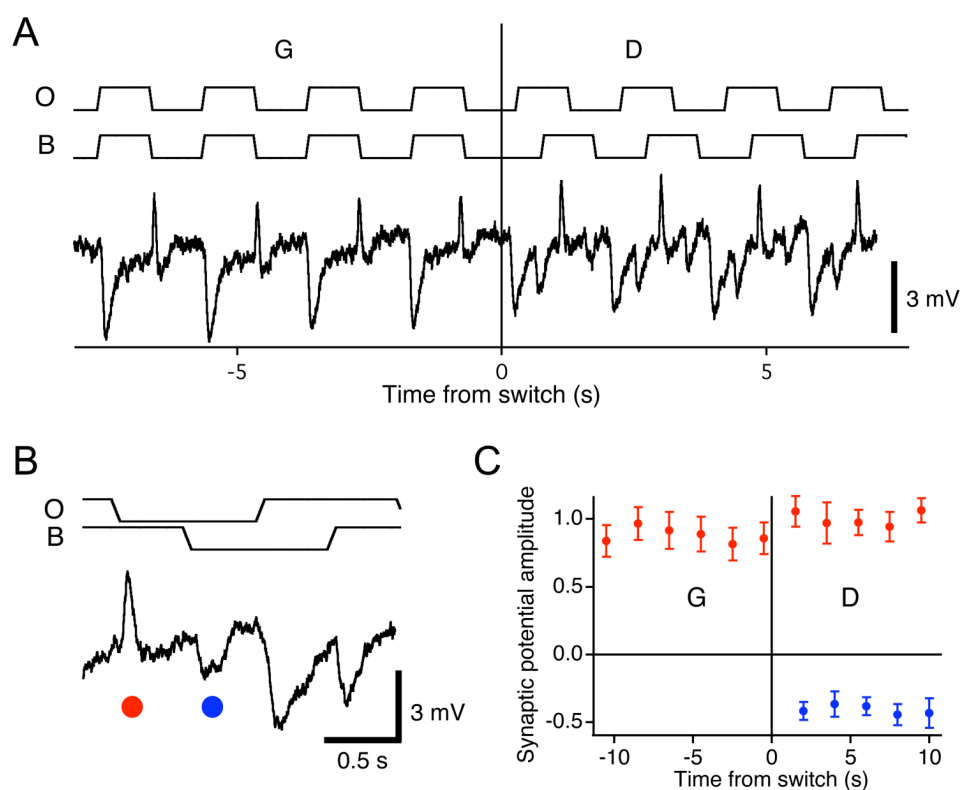 A
G D
O
B
3 mV
-5 0 5
Time from switch (s)
B
O
B
3 mV
0.5 s
C
Synaptic potential amplitude
1.0
0.5
0.0
-0.5
G D
-10 -5 0 5 10
Time from switch (s)